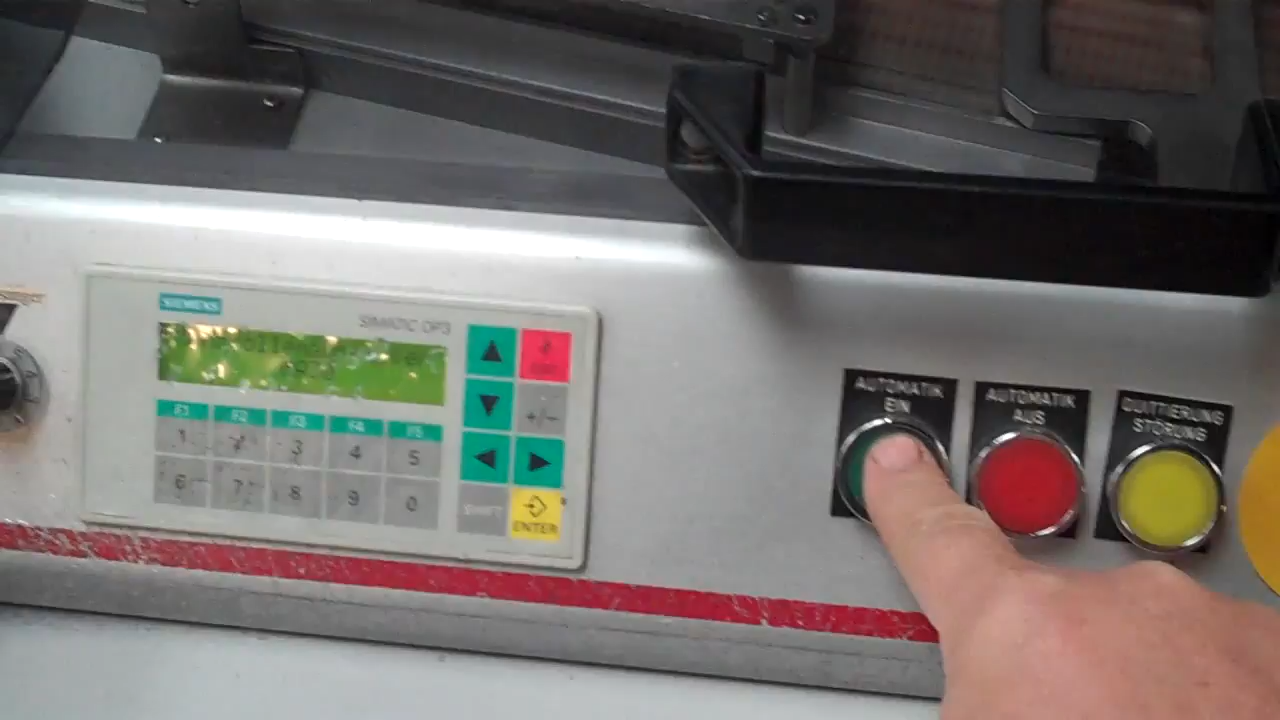 SIEMENS
SIMATIC OP3
F1 F2 F3 F4 F5
1 2 3 4 5
6 7 8 9 0
+/-
SHIFT
ENTER
AUTOMATIK
EIN
AUTOMATIK
AUS
QUITTIERUNG
STÖRUNG